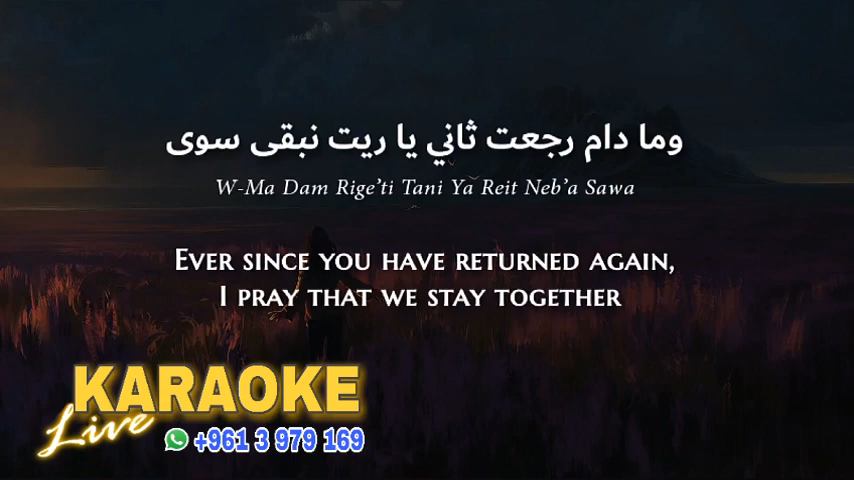 وما دام رجعت ثاني يا ريت نبقى سوى
W-Ma Dam Rige'ti Tani Ya Reit Neb'a Sawa
EVER SINCE YOU HAVE RETURNED AGAIN,
I PRAY THAT WE STAY TOGETHER
KARAOKE
Live
+961 3 979 169